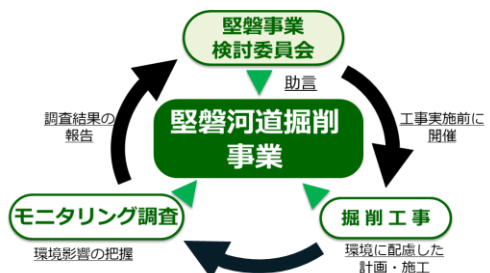 堅磐事業
検討委員会
助言
調査結果の
報告
工事実施前に
開催
堅磐河道掘削
事業
モニタリング調査
掘削工事
環境影響の把握
環境に配慮した
計画・施工